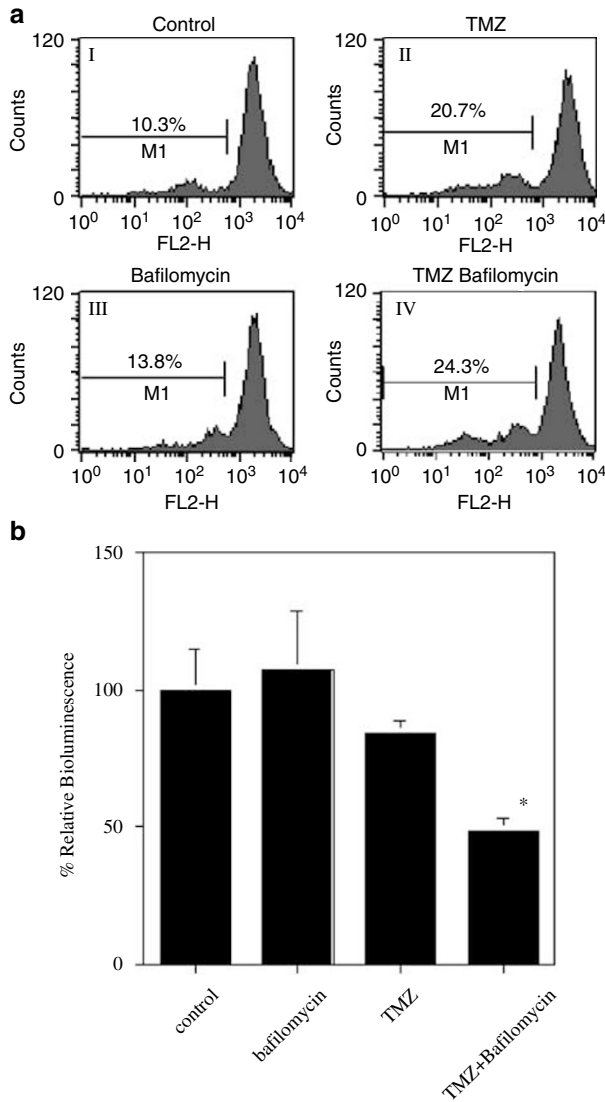 a
Control
120
I
10.3%
M1
Counts
0
10^0 10^1 10^2 10^3 10^4
FL2-H
TMZ
120
II
20.7%
M1
Counts
0
10^0 10^1 10^2 10^3 10^4
FL2-H
Bafilomycin
120
III
13.8%
M1
Counts
0
10^0 10^1 10^2 10^3 10^4
FL2-H
TMZ Bafilomycin
120
IV
24.3%
M1
Counts
0
10^0 10^1 10^2 10^3 10^4
FL2-H
b
150
100
50
0
% Relative Bioluminescence
*
control
bafilomycin
TMZ
TMZ+Bafilomycin